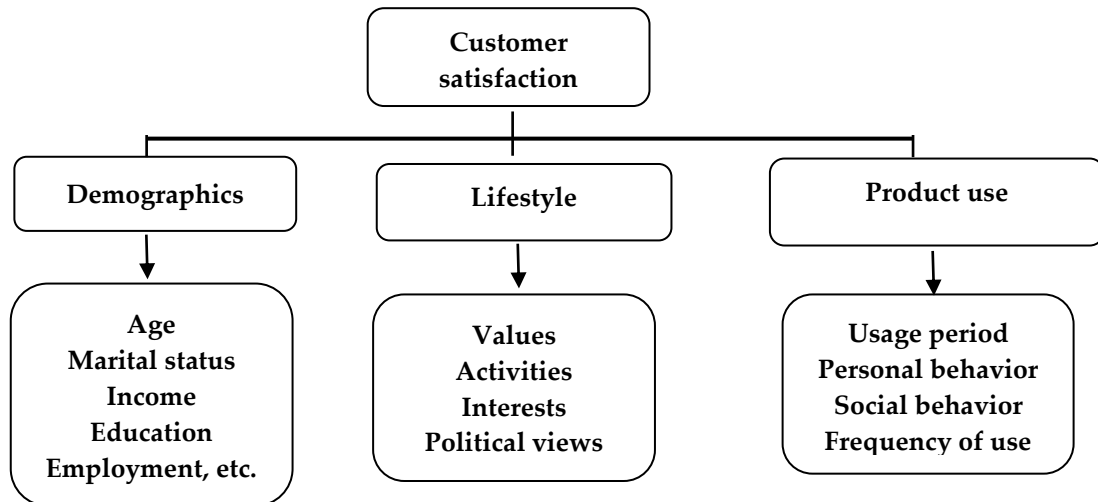 Customer
satisfaction
Demographics
Lifestyle
Product use
Age
Marital status
Income
Education
Employment, etc.
Values
Activities
Interests
Political views
Usage period
Personal behavior
Social behavior
Frequency of use